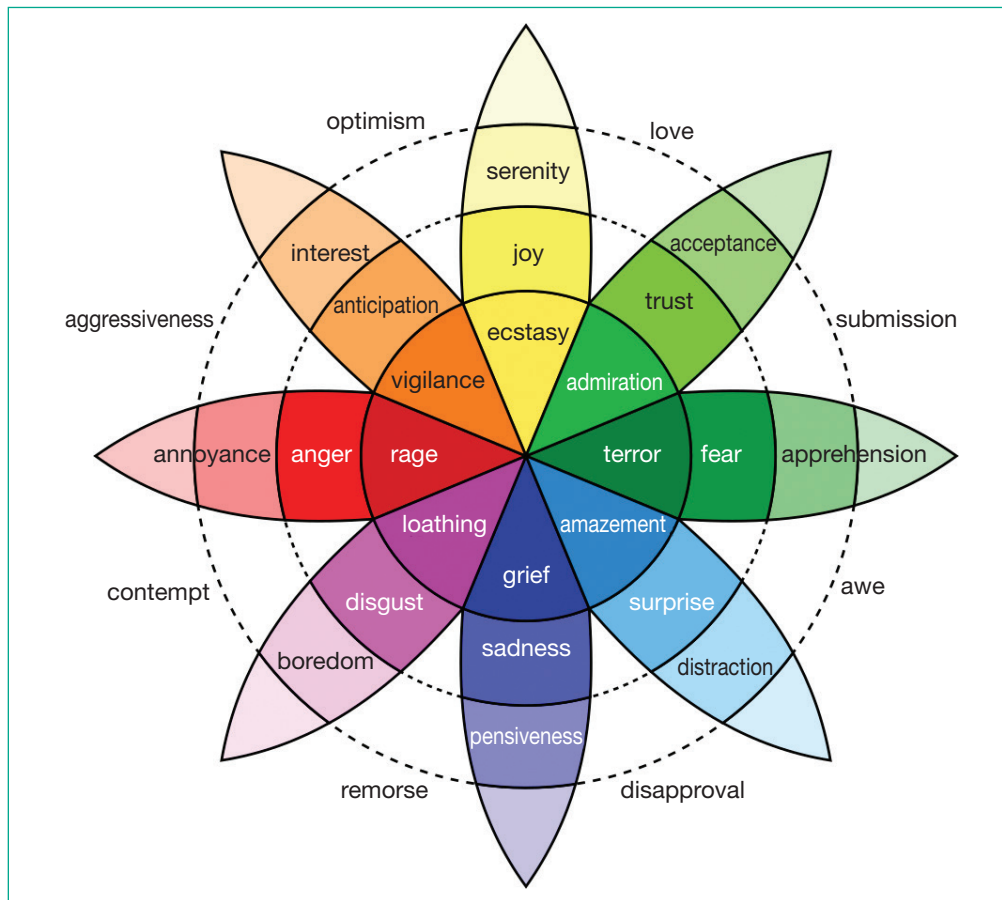 optimism
love
serenity
interest
acceptance
joy
anticipation
trust
aggressiveness
submission
ecstasy
vigilance
admiration
annoyance
anger
rage
terror
fear
apprehension
loathing
amazement
grief
contempt
awe
disgust
surprise
sadness
boredom
distraction
pensiveness
remorse
disapproval